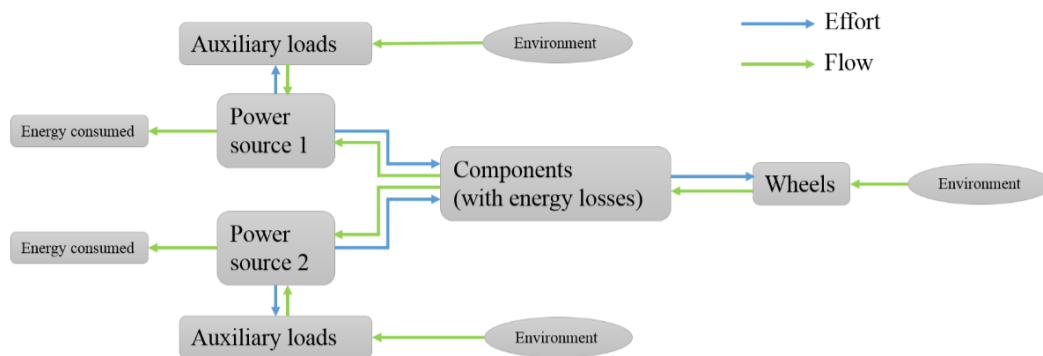 Effort
Auxiliary loads
Environment
Flow
Power
source 1
Energy consumed
Components
(with energy losses)
Wheels
Environment
Power
source 2
Energy consumed
Auxiliary loads
Environment